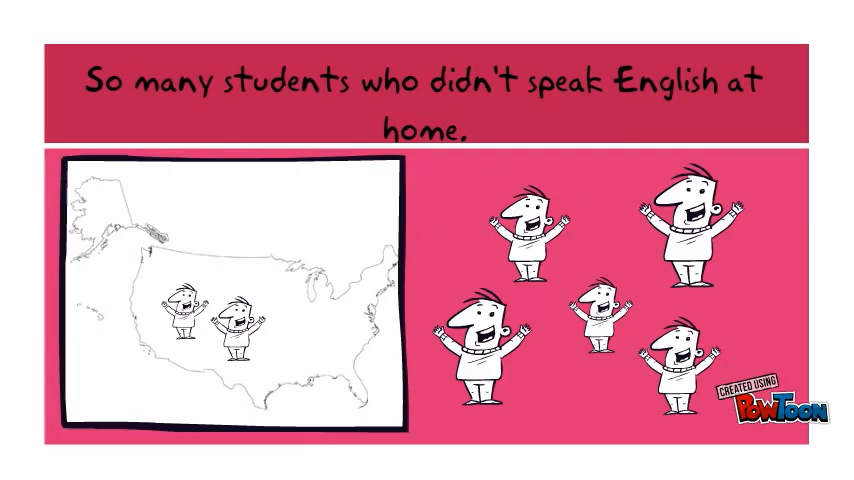 So many students who didn't speak English at
home.
CREATED USING
POWTOON